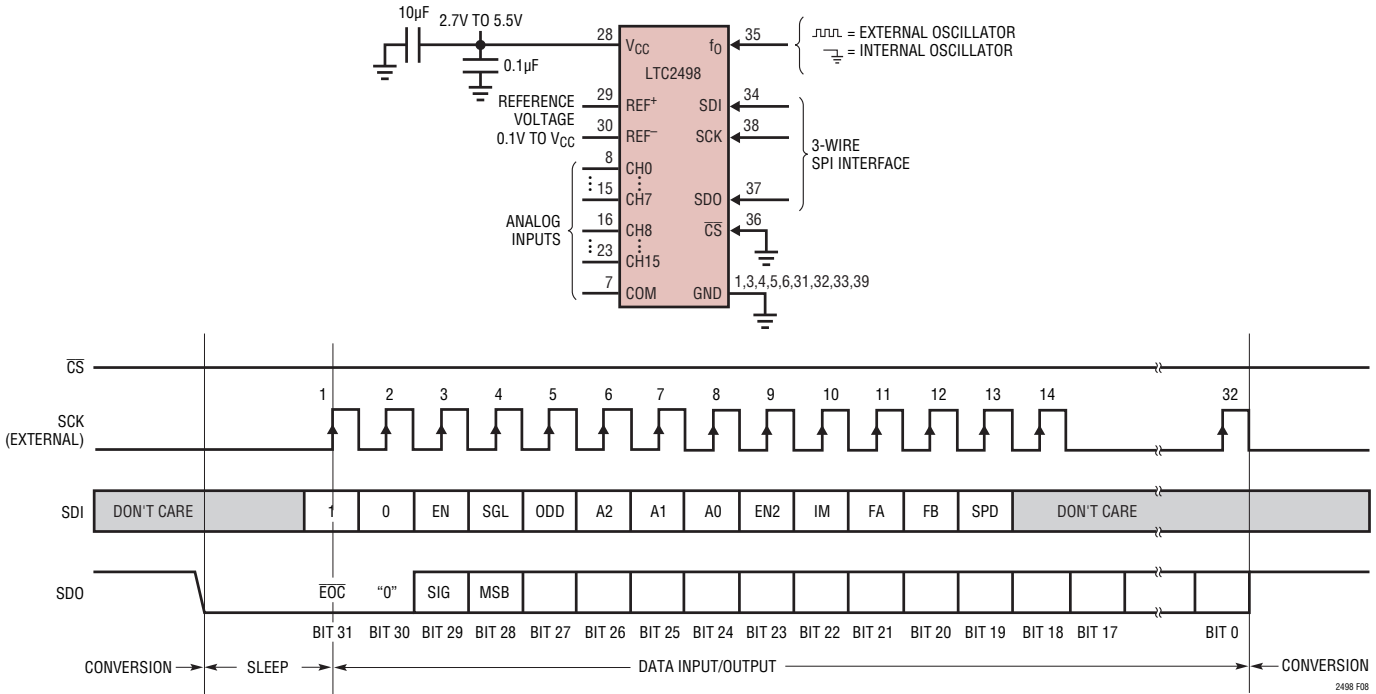 10µF
2.7V TO 5.5V
0.1µF
28
VCC
fO
35
= EXTERNAL OSCILLATOR
= INTERNAL OSCILLATOR
LTC2498
REFERENCE
VOLTAGE
0.1V TO VCC
29
REF+
30
REF–
SDI
34
SCK
38
SDO
37
CS
36
3-WIRE
SPI INTERFACE
ANALOG
INPUTS
8
CH0
15
CH7
16
CH8
23
CH15
7
COM
GND
1,3,4,5,6,31,32,33,39
CS
SCK
(EXTERNAL)
1 2 3 4 5 6 7 8 9 10 11 12 13 14 32
SDI DON'T CARE 1 0 EN SGL ODD A2 A1 A0 EN2 IM FA FB SPD DON'T CARE
SDO EOC “0” SIG MSB
BIT 31 BIT 30 BIT 29 BIT 28 BIT 27 BIT 26 BIT 25 BIT 24 BIT 23 BIT 22 BIT 21 BIT 20 BIT 19 BIT 18 BIT 17 BIT 0
CONVERSION SLEEP DATA INPUT/OUTPUT CONVERSION
2498 F08